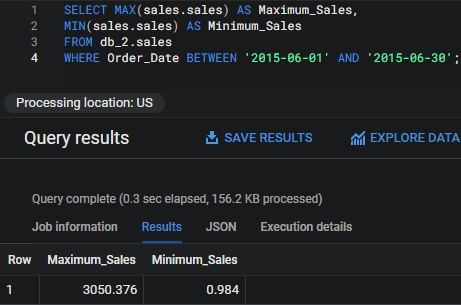 1 SELECT MAX(sales.sales) AS Maximum_Sales,
2 MIN(sales.sales) AS Minimum_Sales
3 FROM db_2.sales
4 WHERE Order_Date BETWEEN '2015-06-01' AND '2015-06-30';
Processing location: US
Query results SAVE RESULTS EXPLORE DATA
Query complete (0.3 sec elapsed, 156.2 KB processed)
Job information Results JSON Execution details
Row Maximum_Sales Minimum_Sales
1 3050.376 0.984